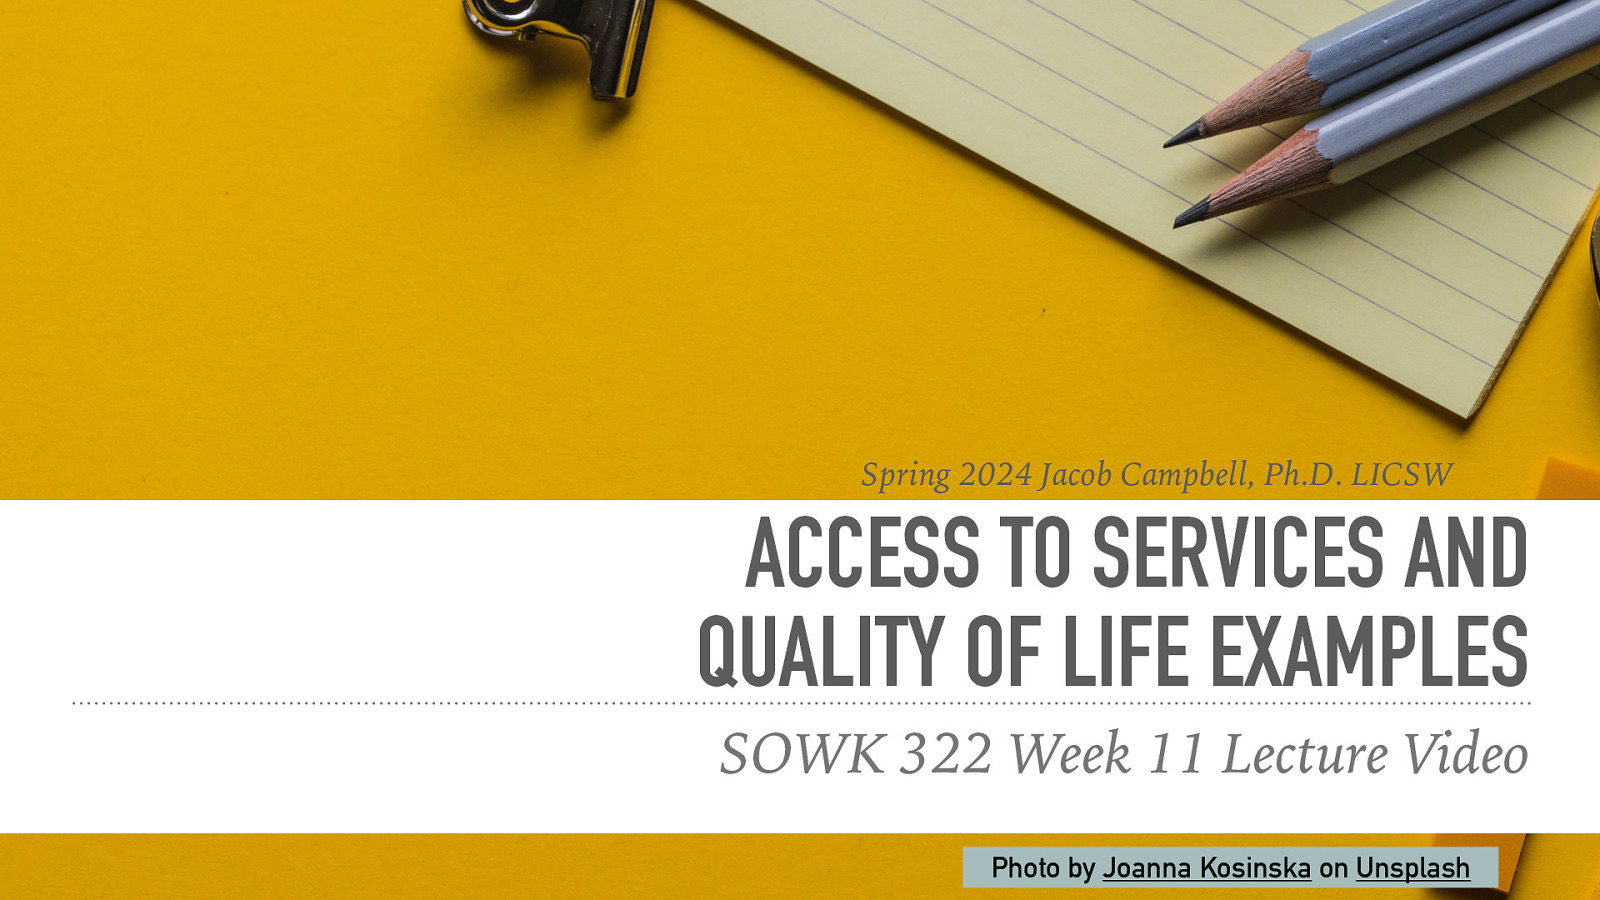 Spring 2024 Jacob Campbell, Ph.D. LICSW
ACCESS TO SERVICES AND
QUALITY OF LIFE EXAMPLES
SOWK 322 Week 11 Lecture Video
Photo by Joanna Kosinska on Unsplash